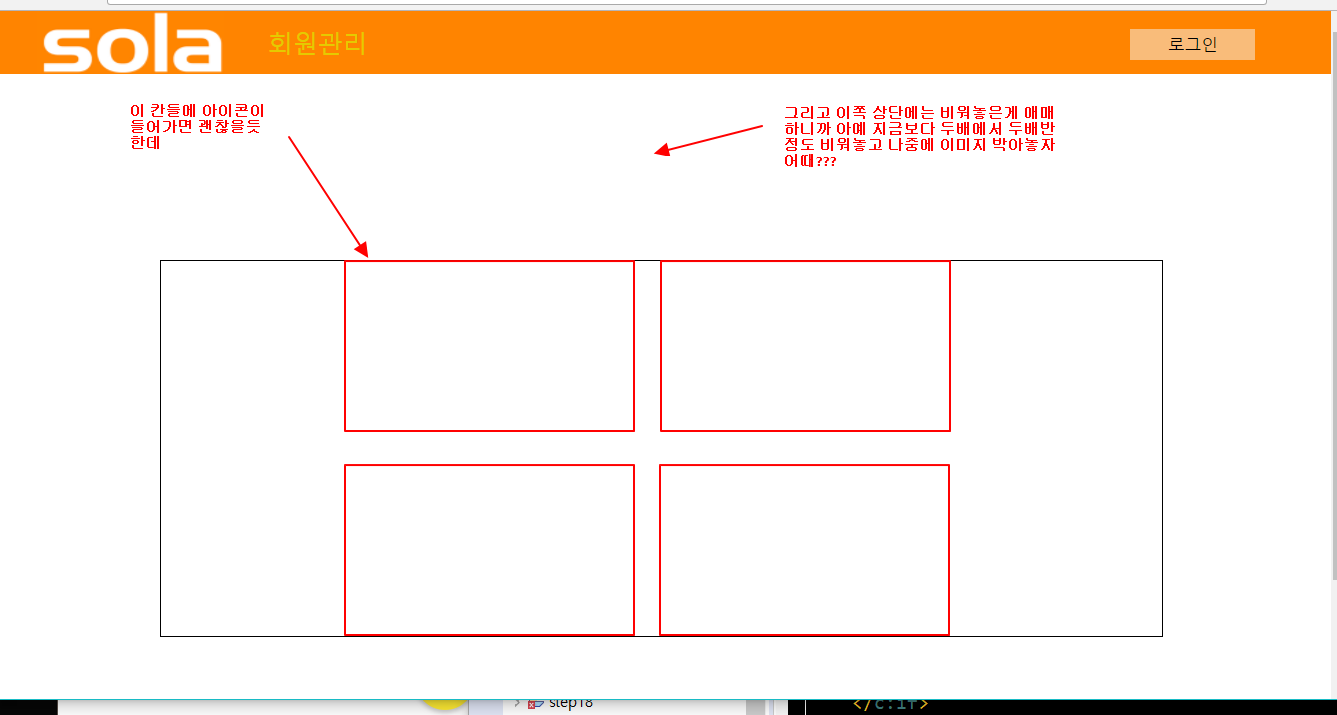 sola
회원관리
로그인
이 칸들에 아이콘이
들어가면 괜찮을듯
한데
그리고 이쪽 상단에는 비워놓은게 애매
하니까 아예 지금보다 두배에서 두배반
정도 비워놓고 나중에 이미지 박아놓자
어때???
step18
</c:if>